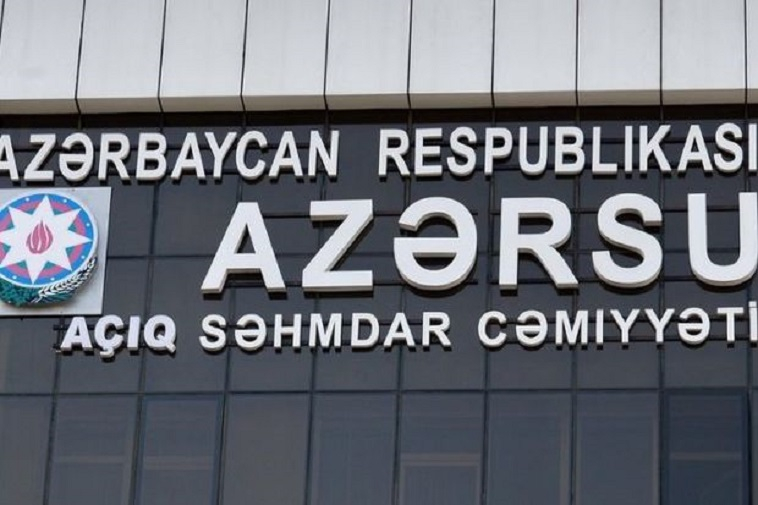 AZƏRBAYCAN RESPUBLIKASI
AZƏRSU
AÇIQ SƏHMDAR CƏMIYYƏTİ